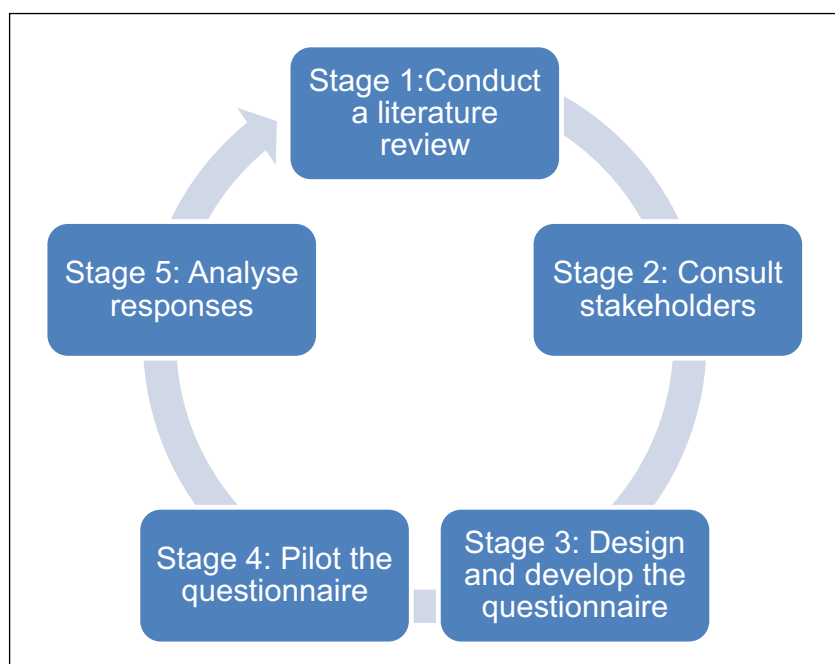 Stage 1:Conduct
a literature
review
Stage 2: Consult
stakeholders
Stage 3: Design
and develop the
questionnaire
Stage 4: Pilot the
questionnaire
Stage 5: Analyse
responses